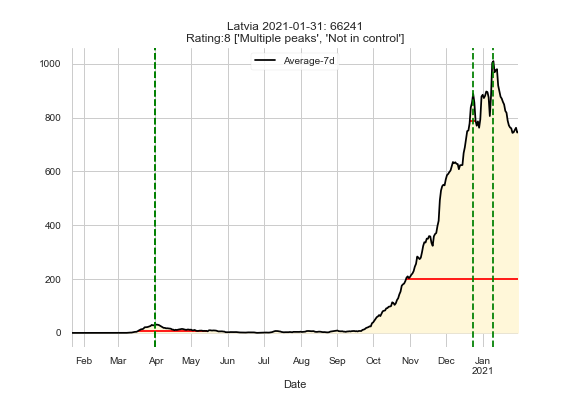 Latvia 2021-01-31: 66241
Rating:8 ['Multiple peaks', 'Not in control']
Average-7d
1000
800
600
400
200
0
Feb Mar Apr May Jun Jul Aug Sep Oct Nov Dec Jan
2021
Date